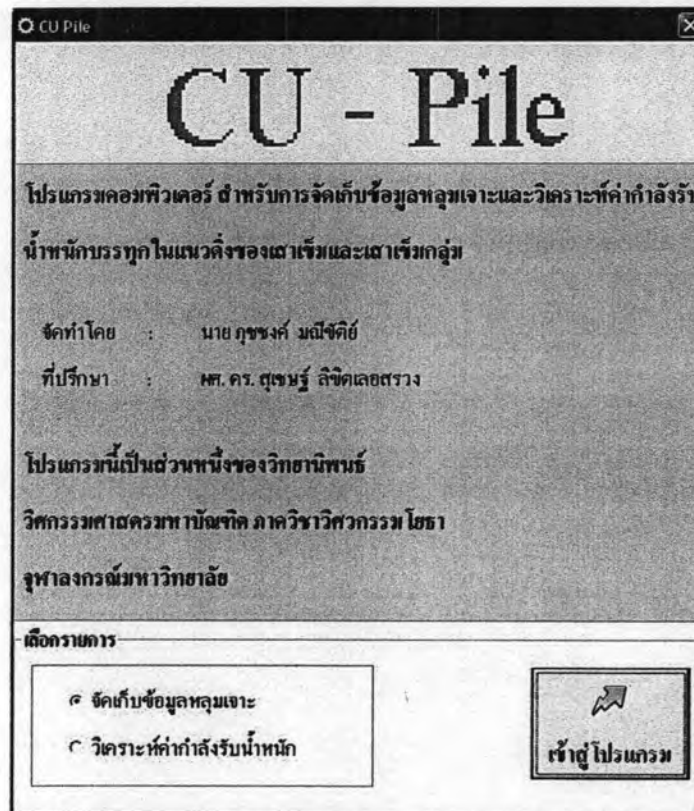 CU Pile
CU - Pile
โปรแกรมคอมพิวเตอร์ สำหรับการจัดเก็บข้อมูลหลุมเจาะและวิเคราะห์ค่ากำลังรับ
น้ำหนักบรรทุกในแนวดิ่งของเสาเข็มและเสาเข็มกลุ่ม
จัดทำโดย : นาย ภุชชงค์ มณีขัติย์
ที่ปรึกษา : ผศ. ดร. สุเชษฐ์ ลิขิตเลอสรวง
โปรแกรมนี้เป็นส่วนหนึ่งของวิทยานิพนธ์
วิศกรรมศาสตรมหาบัณฑิต ภาควิชาวิศวกรรมโยธา
จุฬาลงกรณ์มหาวิทยาลัย
เลือกรายการ
จัดเก็บข้อมูลหลุมเจาะ
วิเคราะห์ค่ากำลังรับน้ำหนัก
เข้าสู่โปรแกรม